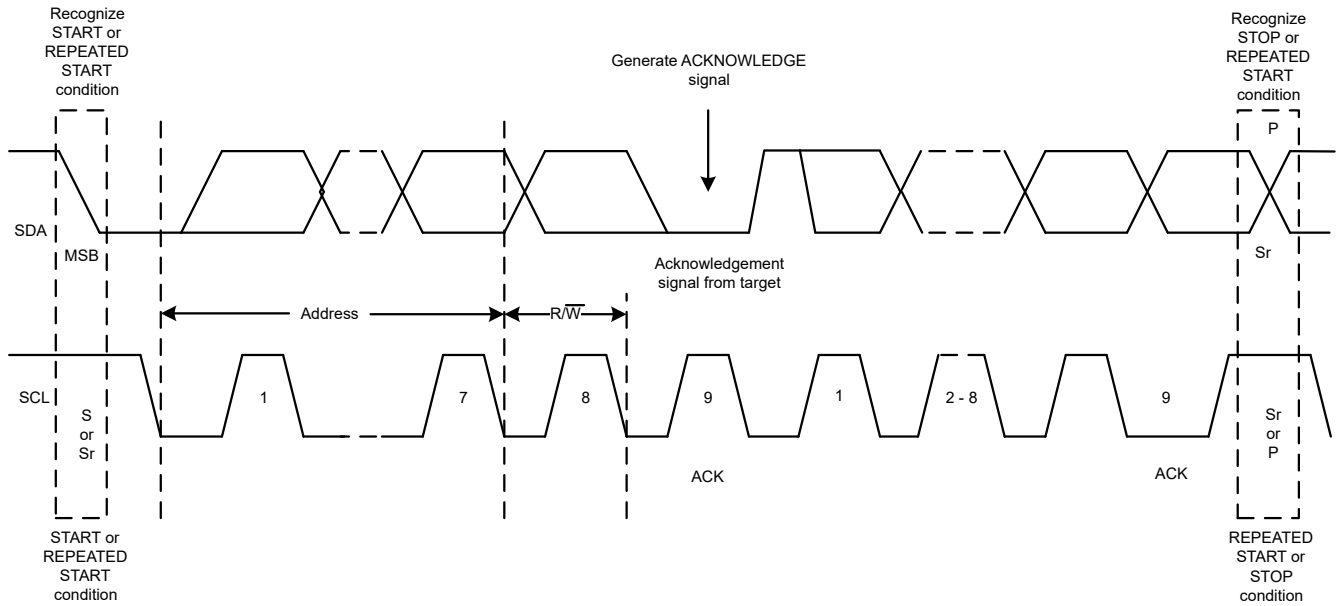 Recognize
START or
REPEATED
START
condition
Generate ACKNOWLEDGE
signal
Recognize
STOP or
REPEATED
START
condition
P
SDA
MSB
Acknowledgement
signal from target
Sr
Address
R/W̅
SCL
S
or
Sr
1
7
8
9
1
2 - 8
9
Sr
or
P
ACK
ACK
START or
REPEATED
START
condition
REPEATED
START or
STOP
condition